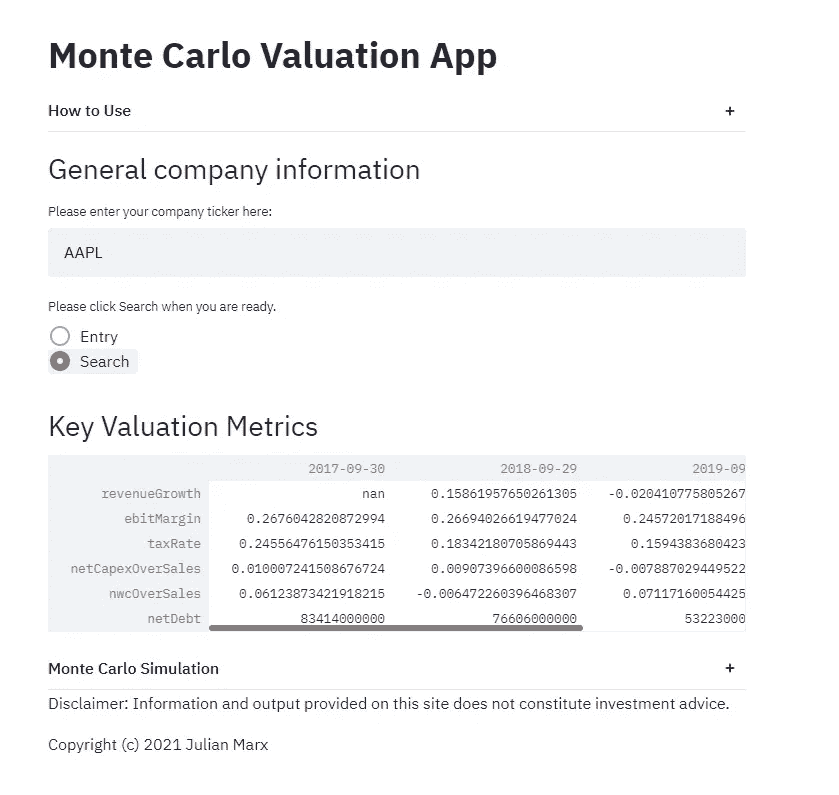 Monte Carlo Valuation App
How to Use +
General company information
Please enter your company ticker here:
AAPL
Please click Search when you are ready.
Entry
Search
Key Valuation Metrics
2017-09-30 2018-09-29 2019-09
revenueGrowth nan 0.15861957650261305 -0.020410775805267
ebitMargin 0.2676042820872994 0.26694026619477024 0.24572017188496
taxRate 0.24556476150353415 0.18342180705869443 0.1594383680423
netCapexOverSales 0.010007241508676724 0.00907396600086598 -0.007887029449522
nwcOverSales 0.06123873421918215 -0.006472260396468307 0.07117160054425
netDebt 83414000000 76606000000 53223000
Monte Carlo Simulation +
Disclaimer: Information and output provided on this site does not constitute investment advice.
Copyright (c) 2021 Julian Marx